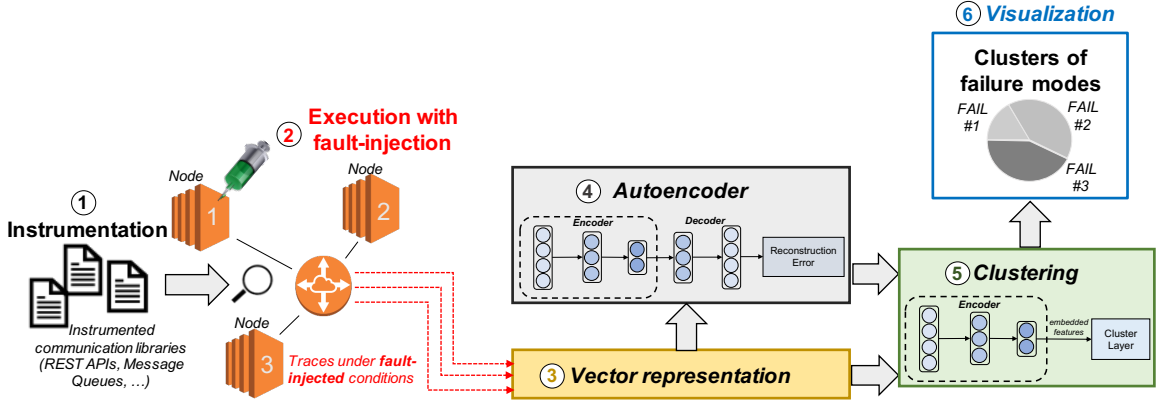 1
Instrumentation
Instrumented
communication libraries
(REST APIs, Message
Queues, …)
2
Execution with
fault-injection
Node
1
Node
2
Node
3
Traces under fault-
injected conditions
3 Vector representation
4 Autoencoder
Encoder
Decoder
Reconstruction
Error
5 Clustering
Encoder
embedded
features
Cluster
Layer
6 Visualization
Clusters of
failure modes
FAIL
#1
FAIL
#2
FAIL
#3